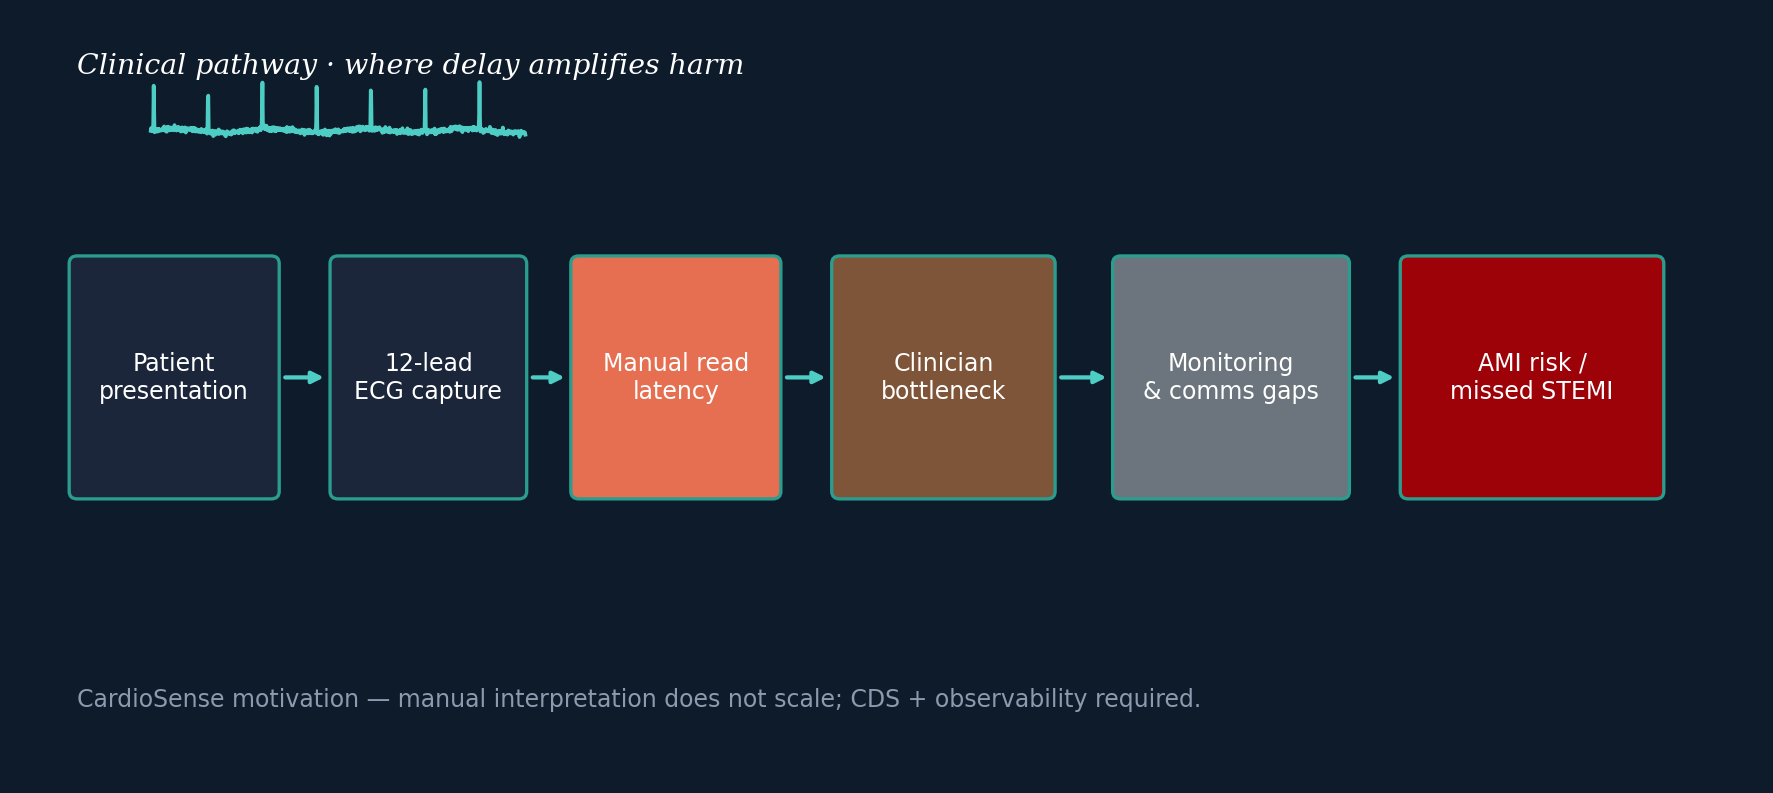 Clinical pathway · where delay amplifies harm
Patient
presentation
12-lead
ECG capture
Manual read
latency
Clinician
bottleneck
Monitoring
& comms gaps
AMI risk /
missed STEMI
CardioSense motivation — manual interpretation does not scale; CDS + observability required.